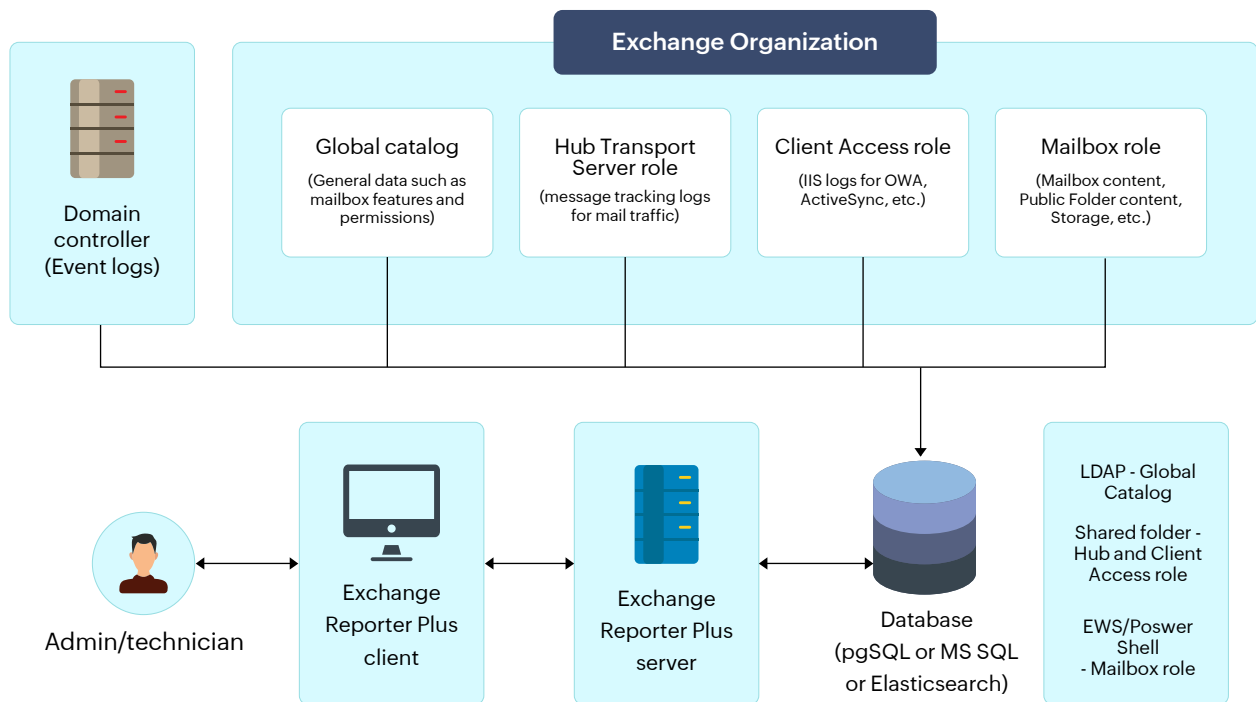 Exchange Organization
Domain
controller
(Event logs)
Global catalog
(General data such as
mailbox features and
permissions)
Hub Transport
Server role
(message tracking logs
for mail traffic)
Client Access role
(IIS logs for OWA,
ActiveSync, etc.)
Mailbox role
(Mailbox content,
Public Folder content,
Storage, etc.)
Admin/technician
Exchange
Reporter Plus
client
Exchange
Reporter Plus
server
Database
(pgSQL or MS SQL
or Elasticsearch)
LDAP - Global
Catalog
Shared folder -
Hub and Client
Access role
EWS/Poswer
Shell
- Mailbox role